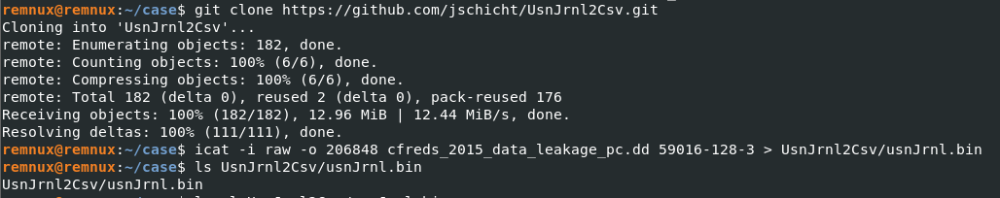 remnux@remnux:~/case$ git clone https://github.com/jschicht/UsnJrnl2Csv.git
Cloning into 'UsnJrnl2Csv'...
remote: Enumerating objects: 182, done.
remote: Counting objects: 100% (6/6), done.
remote: Compressing objects: 100% (6/6), done.
remote: Total 182 (delta 0), reused 2 (delta 0), pack-reused 176
Receiving objects: 100% (182/182), 12.96 MiB | 12.44 MiB/s, done.
Resolving deltas: 100% (111/111), done.
remnux@remnux:~/case$ icat -i raw -o 206848 cfreds_2015_data_leakage_pc.dd 59016-128-3 > UsnJrnl2Csv/usnJrnl.bin
remnux@remnux:~/case$ ls UsnJrnl2Csv/usnJrnl.bin
UsnJrnl2Csv/usnJrnl.bin